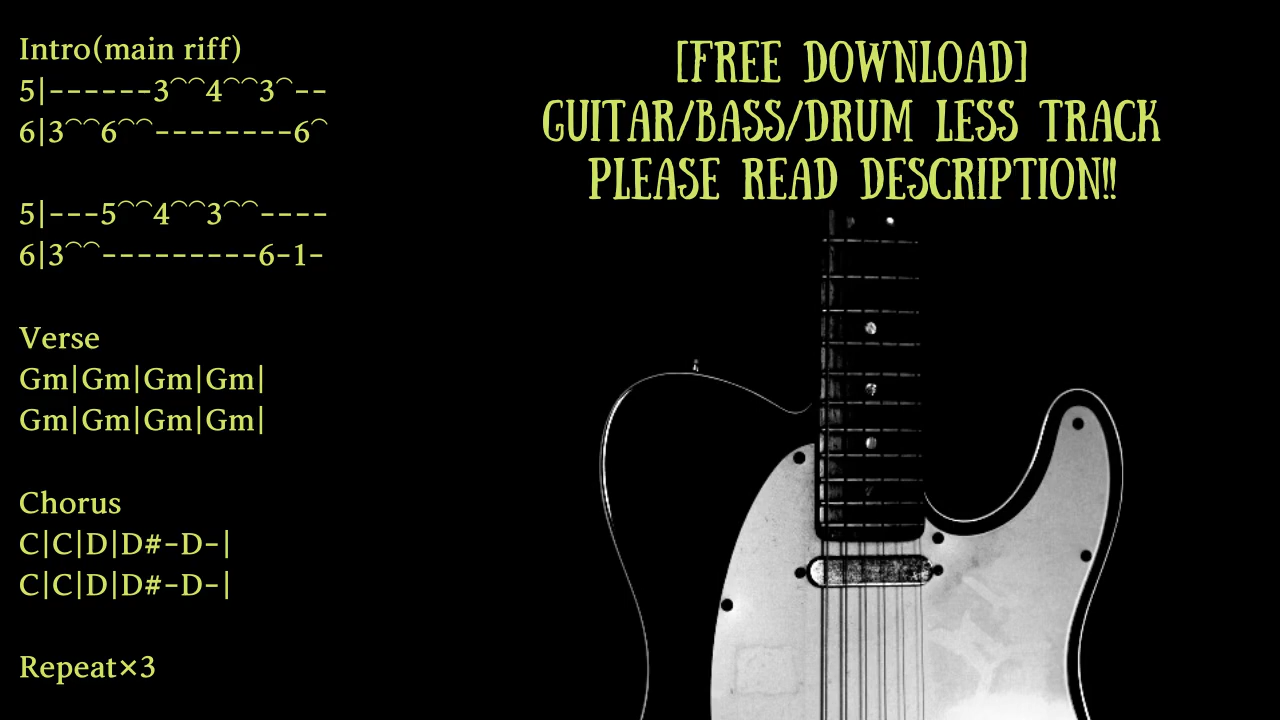 Intro(main riff)
5|------3⌒⌒4⌒⌒3⌒--
6|3⌒⌒6⌒⌒--------6⌒
5|---5⌒⌒4⌒⌒3⌒⌒----
6|3⌒⌒---------6-1-
Verse
Gm|Gm|Gm|Gm|
Gm|Gm|Gm|Gm|
Chorus
C|C|D|D#-D-|
C|C|D|D#-D-|
Repeat×3
[FREE DOWNLOAD]
GUITAR/BASS/DRUM LESS TRACK
PLEASE READ DESCRIPTION!!